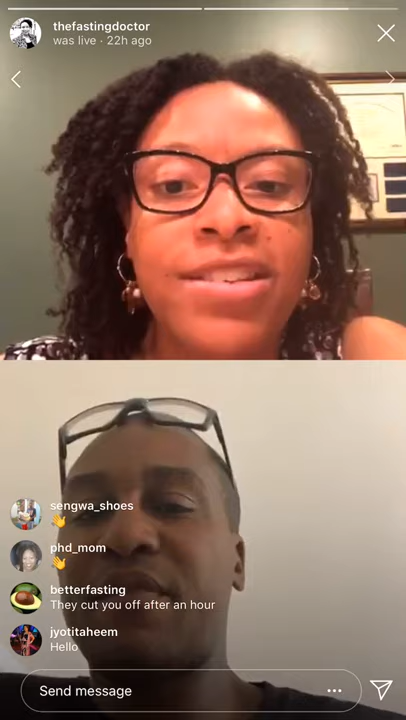 thefastingdoctor
was live · 22h ago
sengwa_shoes
👋
phd_mom
👋
betterfasting
They cut you off after an hour
jyotitaheem
Hello
Send message